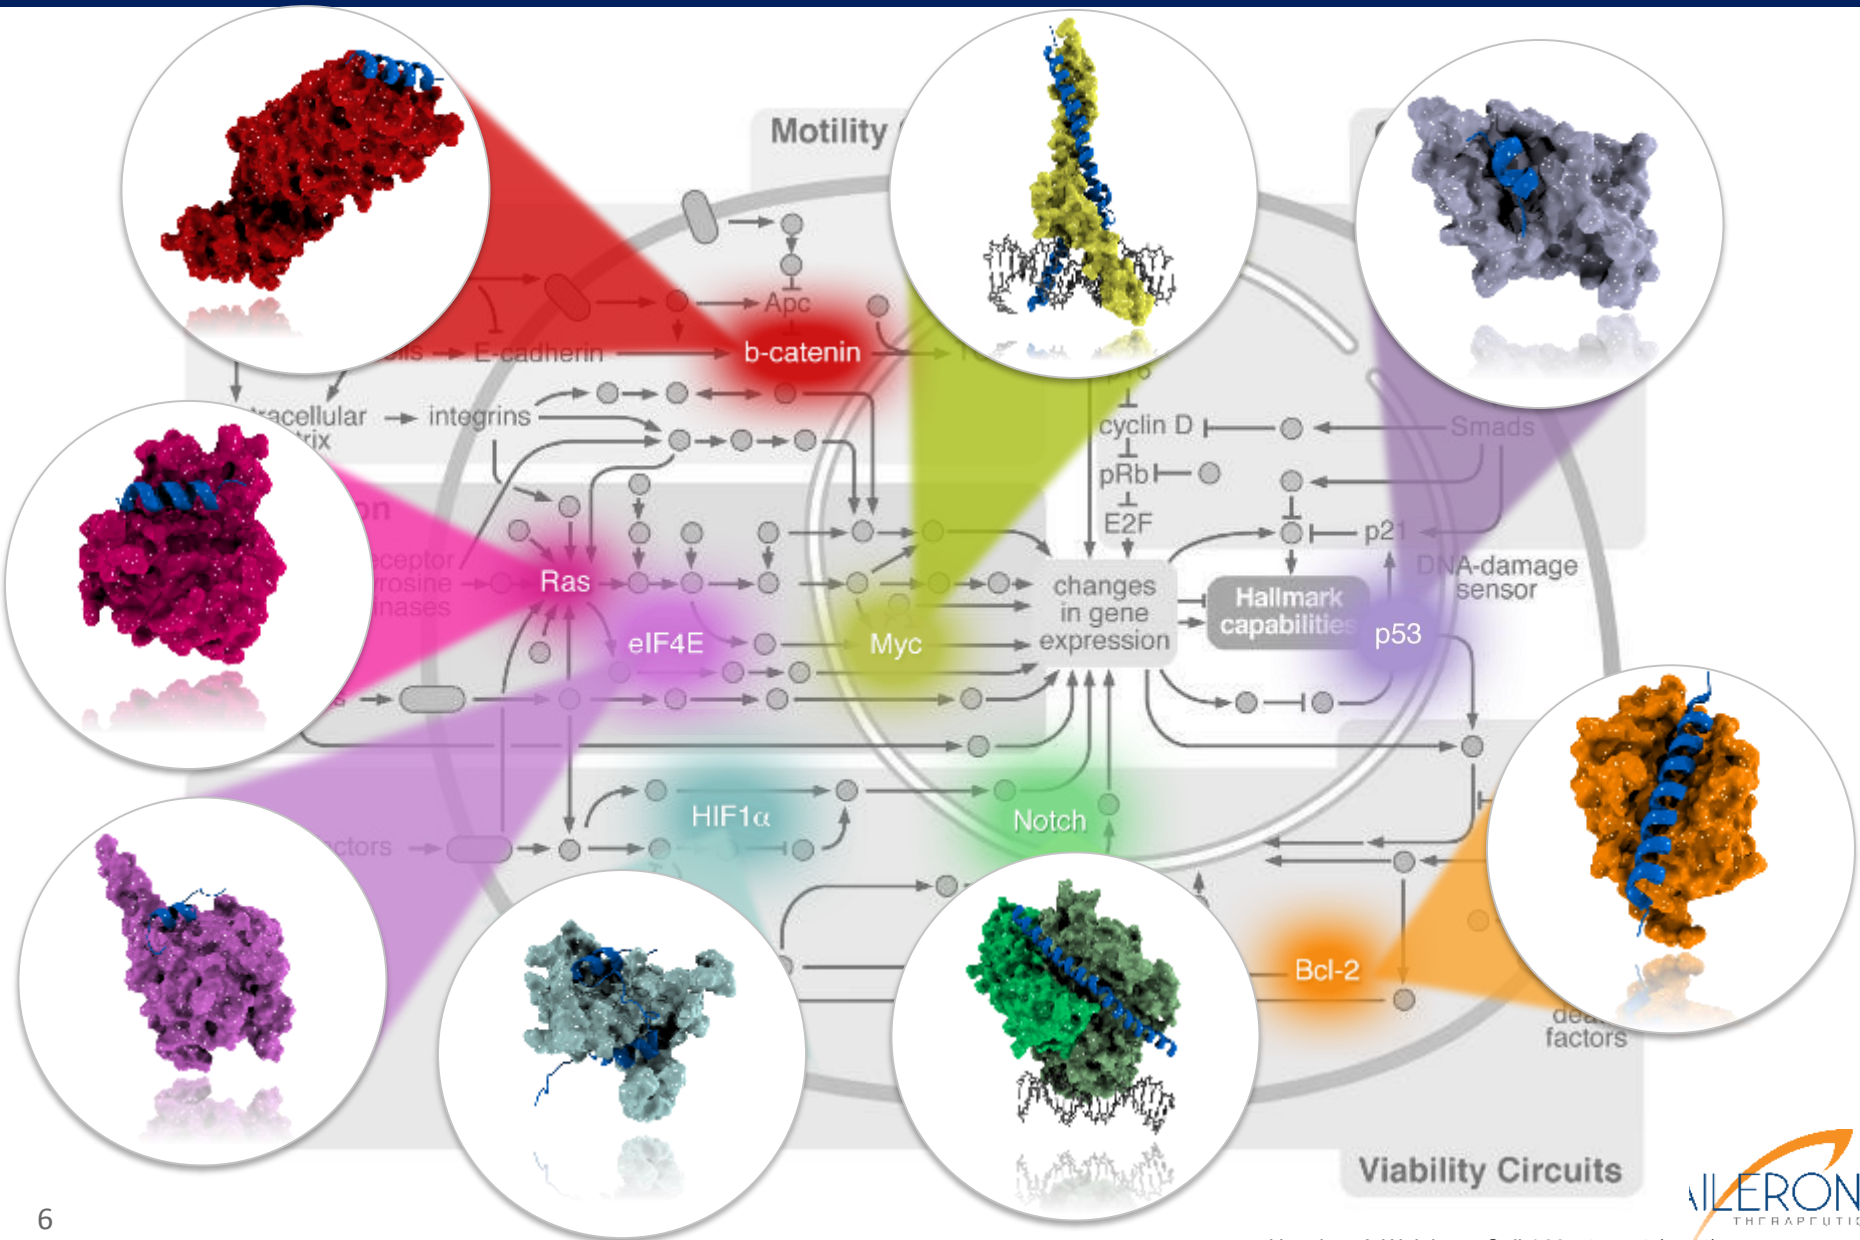 Motility
Apc
E-cadherin
b-catenin
integrins
cyclin D
Smads
pRb
E2F
p21
DNA-damage
sensor
Ras
changes
in gene
expression
Hallmark
capabilities
eIF4E
Myc
p53
HIF1α
Notch
Bcl-2
factors
Viability Circuits
6
AILERON